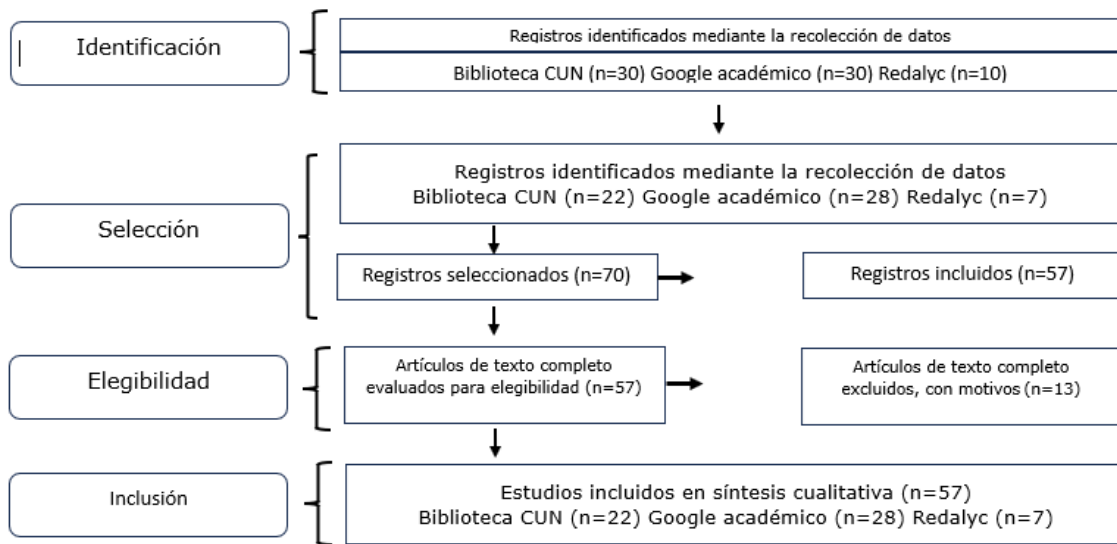 Identificación
Registros identificados mediante la recolección de datos
Biblioteca CUN (n=30) Google académico (n=30) Redalyc (n=10)
Selección
Registros identificados mediante la recolección de datos
Biblioteca CUN (n=22) Google académico (n=28) Redalyc (n=7)
Registros seleccionados (n=70)
Registros incluidos (n=57)
Elegibilidad
Artículos de texto completo
evaluados para elegibilidad (n=57)
Artículos de texto completo
excluidos, con motivos (n=13)
Inclusión
Estudios incluidos en síntesis cualitativa (n=57)
Biblioteca CUN (n=22) Google académico (n=28) Redalyc (n=7)